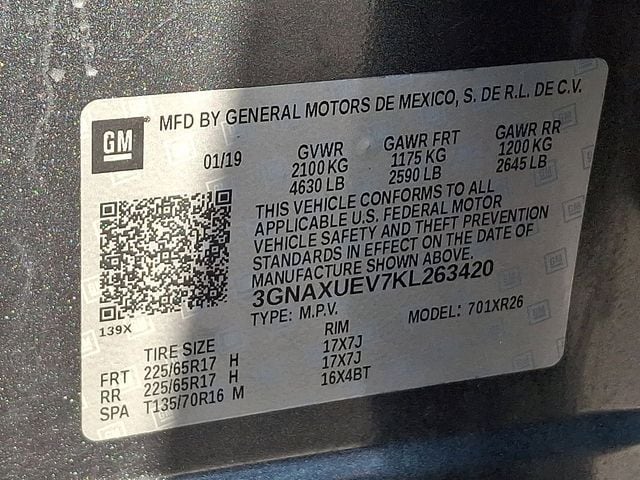 GM
MFD BY GENERAL MOTORS DE MEXICO, S. DE R.L. DE C.V.
01/19 GVWR GAWR FRT GAWR RR
2100 KG 1175 KG 1200 KG
4630 LB 2590 LB 2645 LB
THIS VEHICLE CONFORMS TO ALL
APPLICABLE U.S. FEDERAL MOTOR
VEHICLE SAFETY AND THEFT PREVENTION
STANDARDS IN EFFECT ON THE DATE OF
MANUFACTURE SHOWN ABOVE.
3GNAXUEV7KL263420
139X
TYPE: M.P.V. MODEL: 701XR26
TIRE SIZE RIM
FRT 225/65R17 H 17X7J
RR 225/65R17 H 17X7J
SPA T135/70R16 M 16X4BT